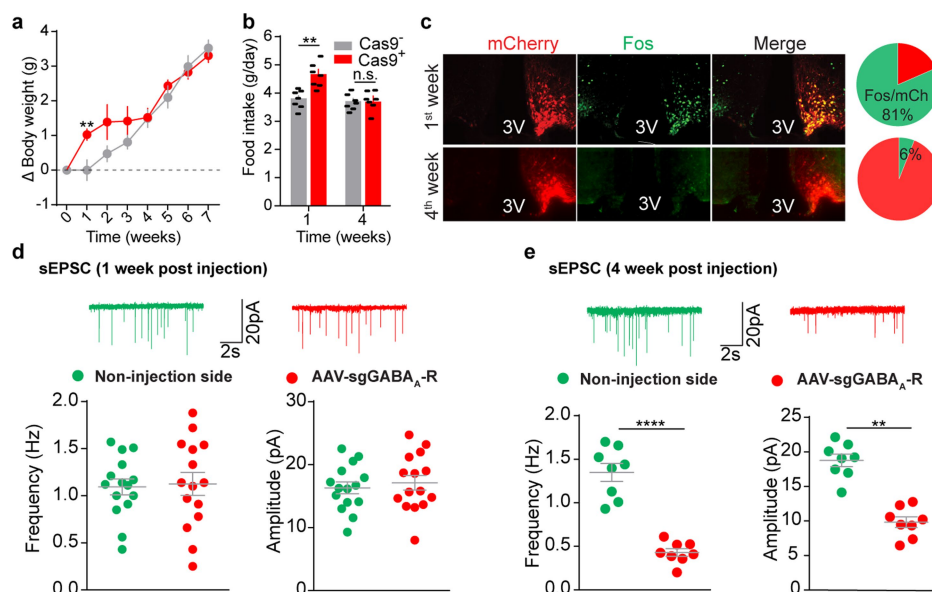 a
Δ Body weight (g)
4
3
2
1
0
-1
**
0 1 2 3 4 5 6 7
Time (weeks)
b
Food intake (g/day)
6
5
4
3
2
1
0
Cas9-
Cas9+
**
n.s.
1 4
Time (weeks)
c
mCherry Fos Merge
1st week
3V 3V 3V
4th week
3V 3V 3V
Fos/mCh
81%
6%
d
sEPSC (1 week post injection)
20pA
2s
Non-injection side
AAV-sgGABAA-R
Frequency (Hz)
2.0
1.5
1.0
0.5
0.0
Amplitude (pA)
30
20
10
0
e
sEPSC (4 week post injection)
20pA
2s
Non-injection side
AAV-sgGABAA-R
Frequency (Hz)
2.0
1.5
1.0
0.5
0.0
****
Amplitude (pA)
25
20
15
10
5
0
**